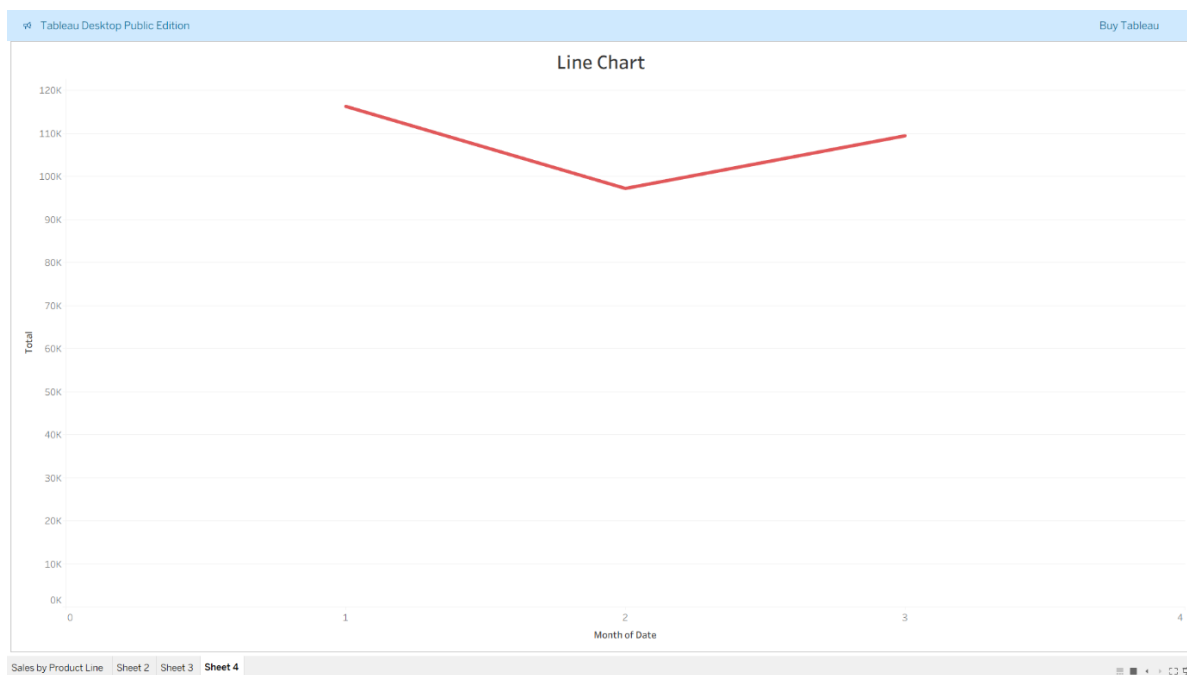 Tableau Desktop Public Edition
Buy Tableau
Line Chart
120K
110K
100K
90K
80K
70K
60K
50K
40K
30K
20K
10K
0K
Total
0 1 2 3 4
Month of Date
Sales by Product Line Sheet 2 Sheet 3 Sheet 4